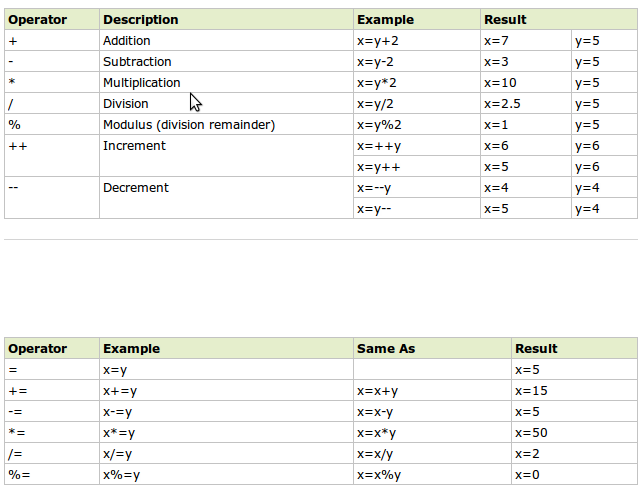 Operator Description Example Result
+ Addition x=y+2 x=7 y=5
- Subtraction x=y-2 x=3 y=5
* Multiplication x=y*2 x=10 y=5
/ Division x=y/2 x=2.5 y=5
% Modulus (division remainder) x=y%2 x=1 y=5
++ Increment x=++y x=6 y=6
x=y++ x=5 y=6
-- Decrement x=--y x=4 y=4
x=y-- x=5 y=4
Operator Example Same As Result
= x=y x=5
+= x+=y x=x+y x=15
-= x-=y x=x-y x=5
*= x*=y x=x*y x=50
/= x/=y x=x/y x=2
%= x%=y x=x%y x=0